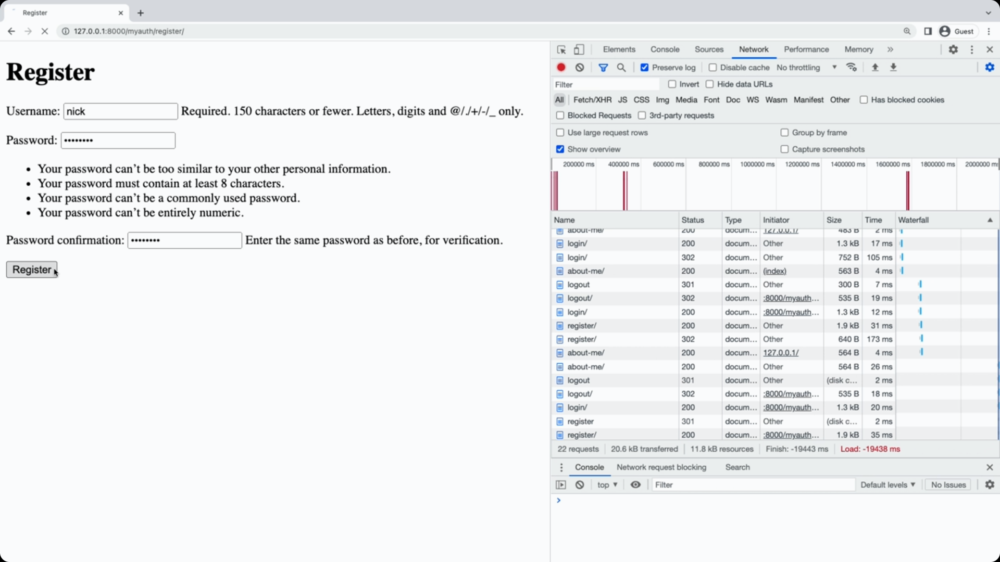 Register
127.0.0.1:8000/myauth/register/
Guest
Register
Username: nick Required. 150 characters or fewer. Letters, digits and @/./+/-/_ only.
Password: ••••••••
• Your password can’t be too similar to your other personal information.
• Your password must contain at least 8 characters.
• Your password can’t be a commonly used password.
• Your password can’t be entirely numeric.
Password confirmation: •••••••• Enter the same password as before, for verification.
Register
Elements Console Sources Network Performance Memory
Preserve log Disable cache No throttling
Filter Invert Hide data URLs
All Fetch/XHR JS CSS Img Media Font Doc WS Wasm Manifest Other Has blocked cookies
Blocked Requests 3rd-party requests
Use large request rows Group by frame
Show overview Capture screenshots
200000 ms 400000 ms 600000 ms 800000 ms 1000000 ms 1200000 ms 1400000 ms 1600000 ms 1800000 ms 2000000 ms
Name Status Type Initiator Size Time Waterfall
about-me/ 200 docum... 127.0.0.1/ 483 B 2 ms
login/ 200 docum... Other 1.3 kB 17 ms
login/ 302 docum... Other 752 B 105 ms
about-me/ 200 docum... (index) 563 B 4 ms
logout 301 docum... Other 300 B 7 ms
logout/ 302 docum... :8000/myauth... 535 B 19 ms
login/ 200 docum... :8000/myauth... 1.3 kB 12 ms
register/ 200 docum... Other 1.9 kB 31 ms
register/ 302 docum... Other 640 B 173 ms
about-me/ 200 docum... 127.0.0.1/ 564 B 4 ms
about-me/ 200 docum... Other 564 B 26 ms
logout 301 docum... Other (disk c... 2 ms
logout/ 302 docum... :8000/myauth... 535 B 18 ms
login/ 200 docum... :8000/myauth... 1.3 kB 20 ms
register 301 docum... Other (disk c... 2 ms
register/ 200 docum... :8000/myauth... 1.9 kB 35 ms
22 requests 20.6 kB transferred 11.8 kB resources Finish: -19443 ms Load: -19438 ms
Console Network request blocking Search
top Filter Default levels No Issues